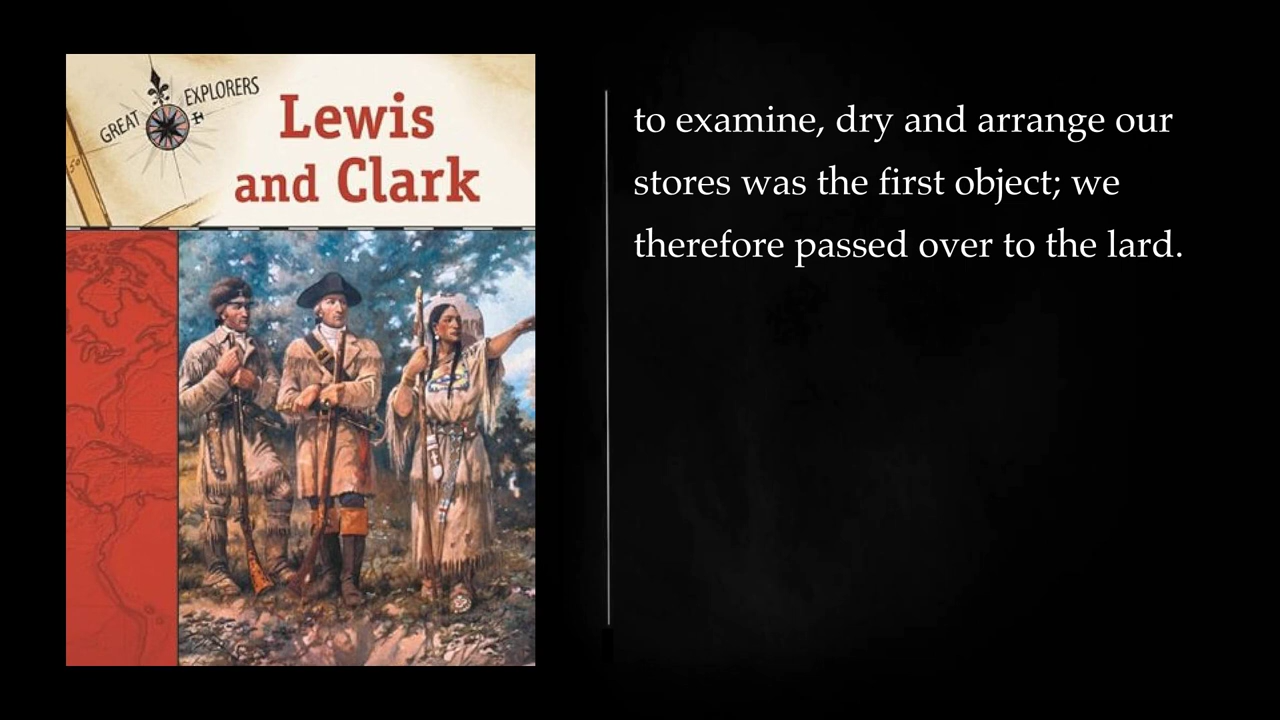 GREAT EXPLORERS
Lewis
and Clark
50
to examine, dry and arrange our
stores was the first object; we
therefore passed over to the lard.